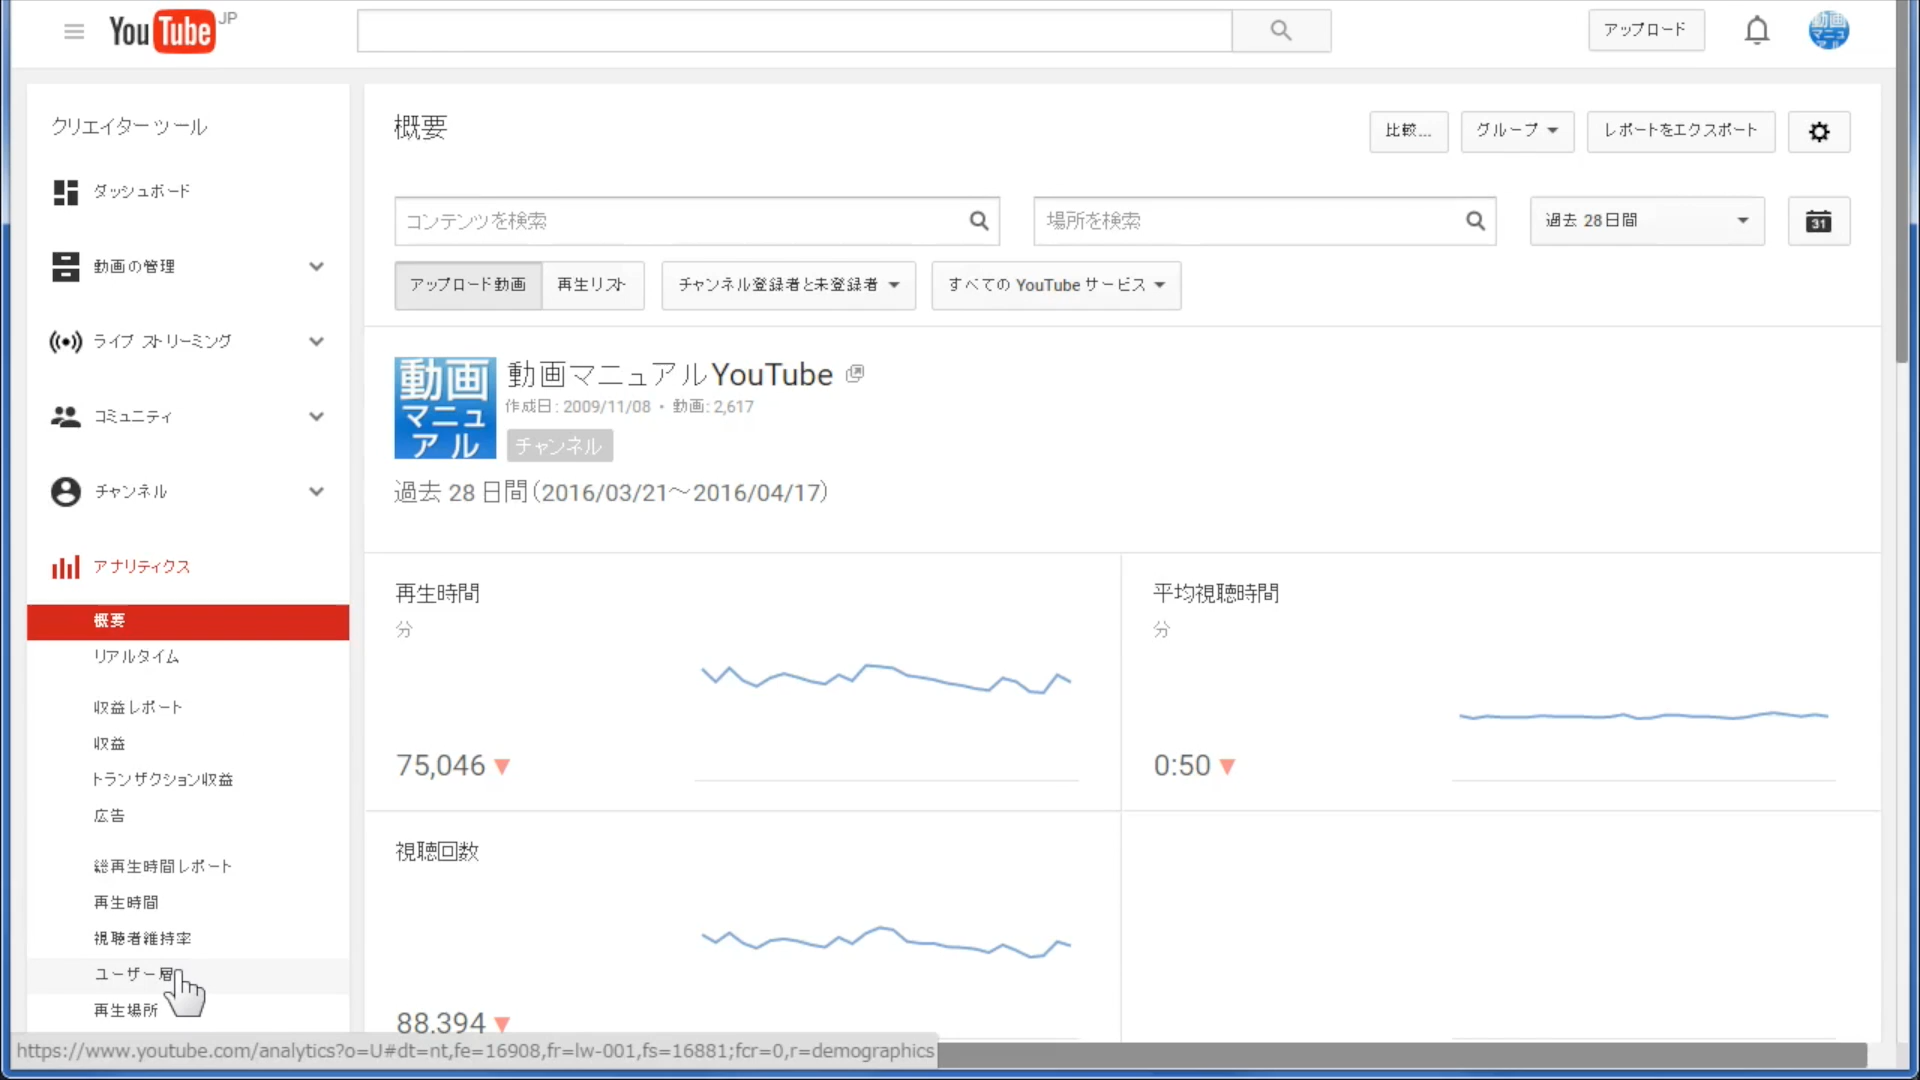 YouTube JP
アップロード
動画マニュ
クリエイターツール
ダッシュボード
動画の管理
ライブ ストリーミング
コミュニティ
チャンネル
アナリティクス
概要
リアルタイム
収益レポート
収益
トランザクション収益
広告
総再生時間レポート
再生時間
視聴者維持率
ユーザー層
再生場所
概要
比較...
グループ
レポートをエクスポート
コンテンツを検索
場所を検索
過去 28日間
31
アップロード動画
再生リスト
チャンネル登録者と未登録者
すべての YouTube サービス
動画
マニュ
アル
動画マニュアルYouTube
作成日: 2009/11/08 • 動画: 2,617
チャンネル
過去 28 日間（2016/03/21～2016/04/17）
再生時間
分
75,046
平均視聴時間
分
0:50
視聴回数
88,394
https://www.youtube.com/analytics?o=U#dt=nt,fe=16908,fr=lw-001,fs=16881;fcr=0,r=demographics